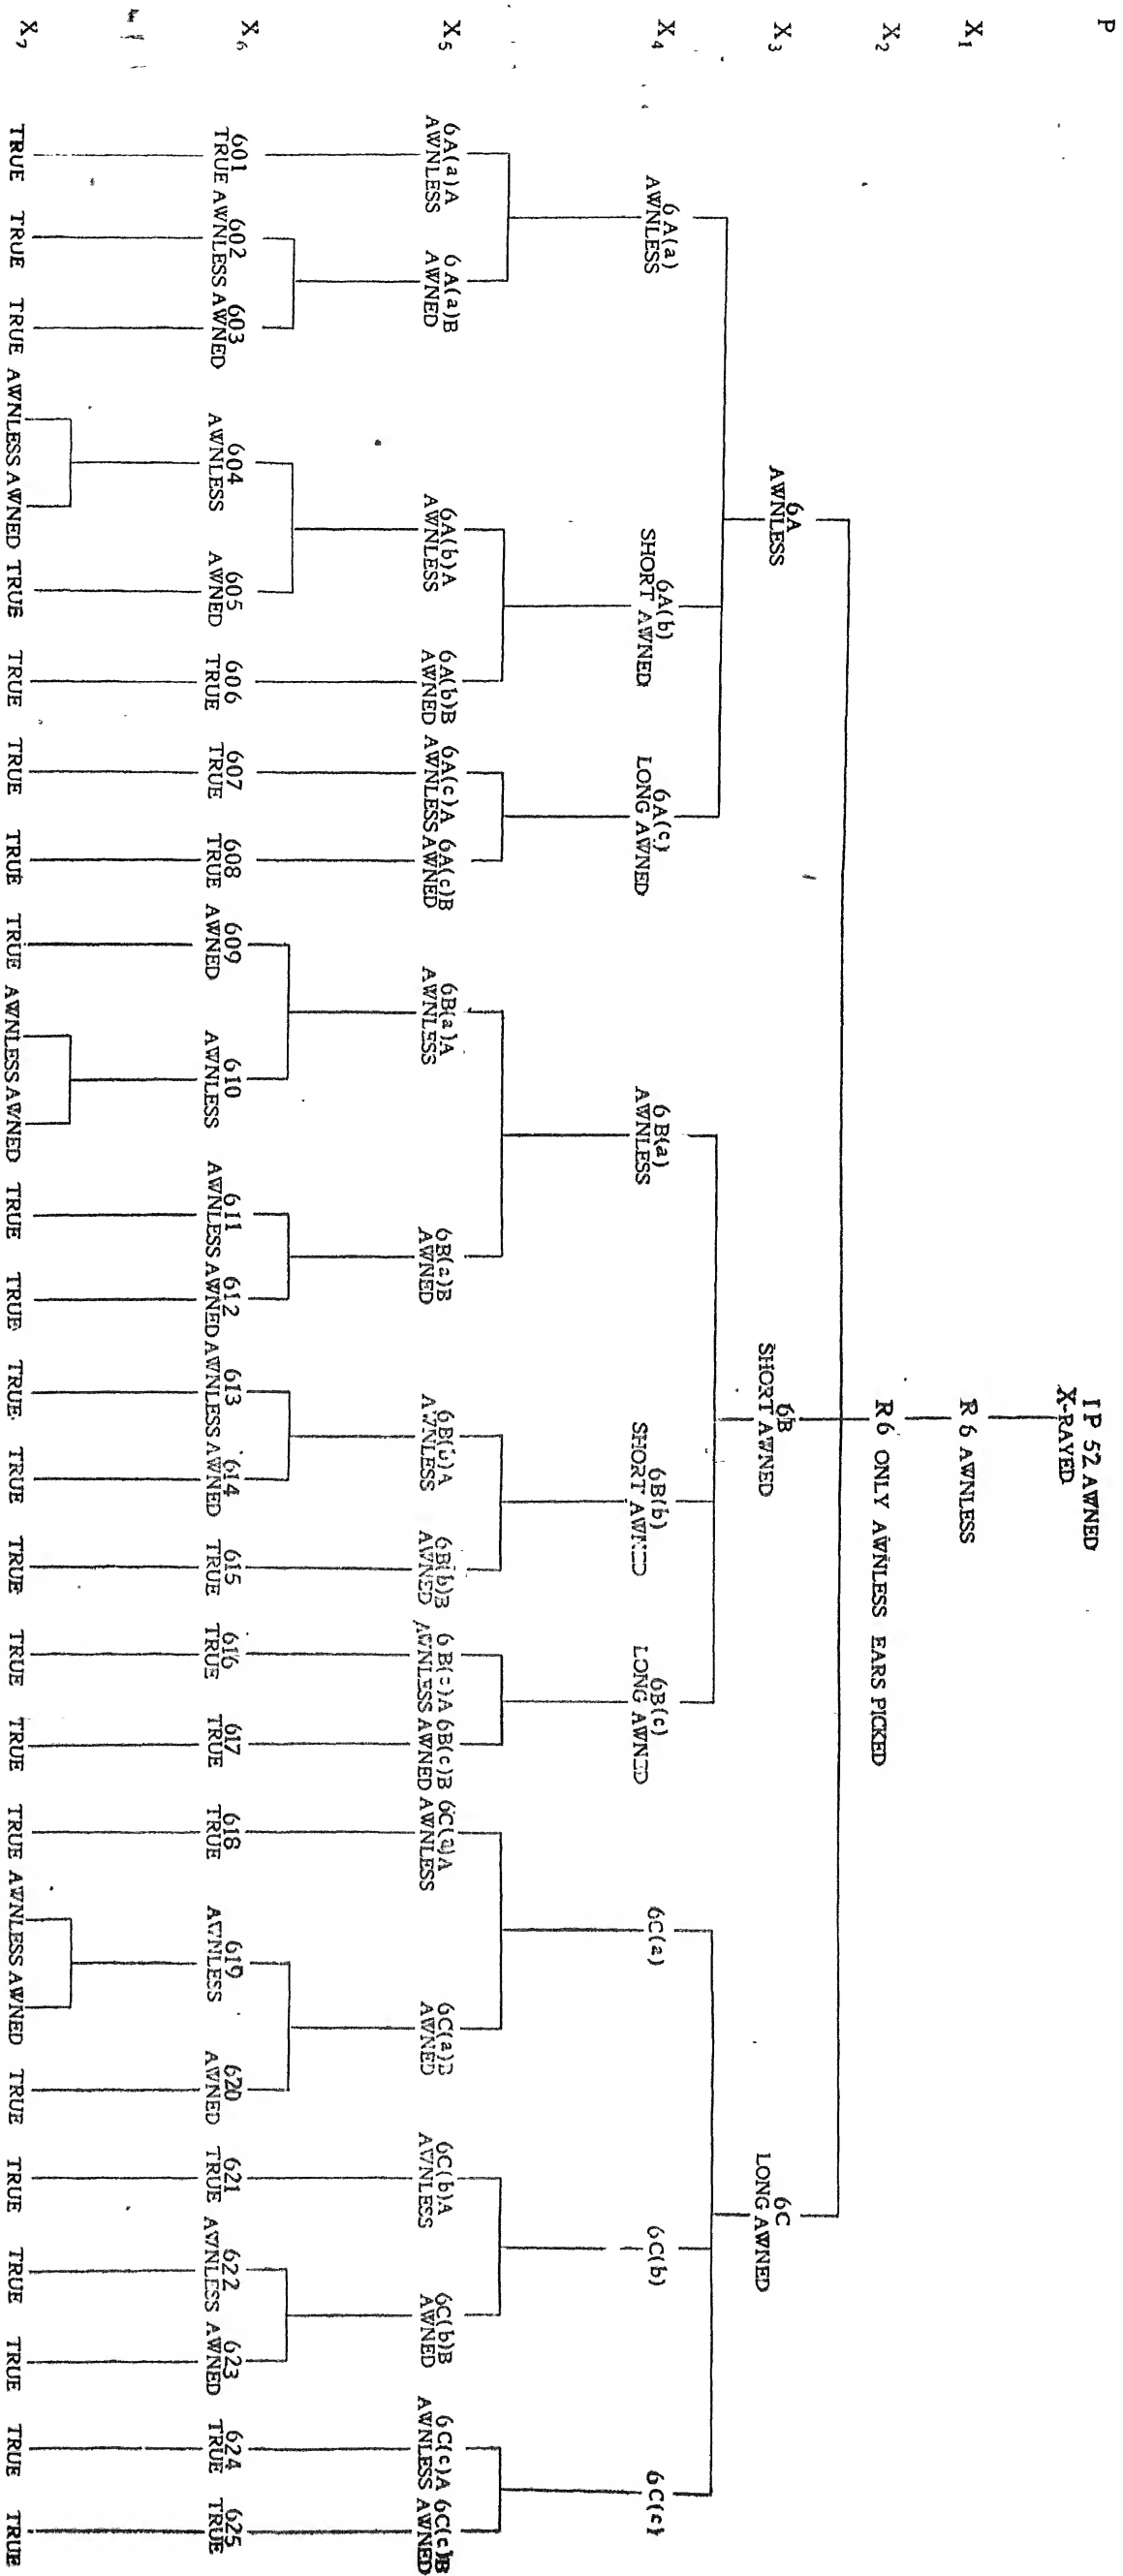 P
IP 52 AWNED
X-RAYED
X1
R 6 AWNLESS
X2
R 6 ONLY AWNLESS EARS PICKED
X3
6A
AWNLESS
6B
SHORT AWNED
6C
LONG AWNED
X4
6A(a)
AWNLESS
6A(b)
SHORT AWNED
6A(c)
LONG AWNED
6B(a)
AWNLESS
6B(b)
SHORT AWNED
6B(c)
LONG AWNED
6C(a)
6C(b)
6C(c)
X5
6A(a)A
AWNLESS
6A(a)B
AWNED
6A(b)A
AWNLESS
6A(b)B
AWNED
6A(c)A
AWNLESS
6A(c)B
AWNED
6B(a)A
AWNLESS
6B(a)B
AWNED
6B(b)A
AWNLESS
6B(b)B
AWNED
6B(c)A
AWNLESS
6B(c)B
AWNED
6C(a)A
AWNLESS
6C(a)B
AWNED
6C(b)A
AWNLESS
6C(b)B
AWNED
6C(c)A
AWNLESS
6C(c)B
AWNED
X6
601
TRUE
602
AWNLESS
603
AWNED
604
AWNLESS
605
AWNED
606
TRUE
607
TRUE
608
TRUE
609
AWNED
610
AWNLESS
611
AWNLESS
612
AWNED
613
AWNLESS
614
AWNED
615
TRUE
616
TRUE
617
TRUE
618
TRUE
619
AWNLESS
620
AWNED
621
TRUE
622
AWNLESS
623
AWNED
624
TRUE
625
TRUE
X7
TRUE
TRUE
TRUE
AWNLESS AWNED
TRUE
TRUE
TRUE
TRUE
TRUE
AWNLESS AWNED
TRUE
TRUE
TRUE
TRUE
TRUE
TRUE
TRUE
TRUE
AWNLESS AWNED
TRUE
TRUE
TRUE
TRUE
TRUE
TRUE